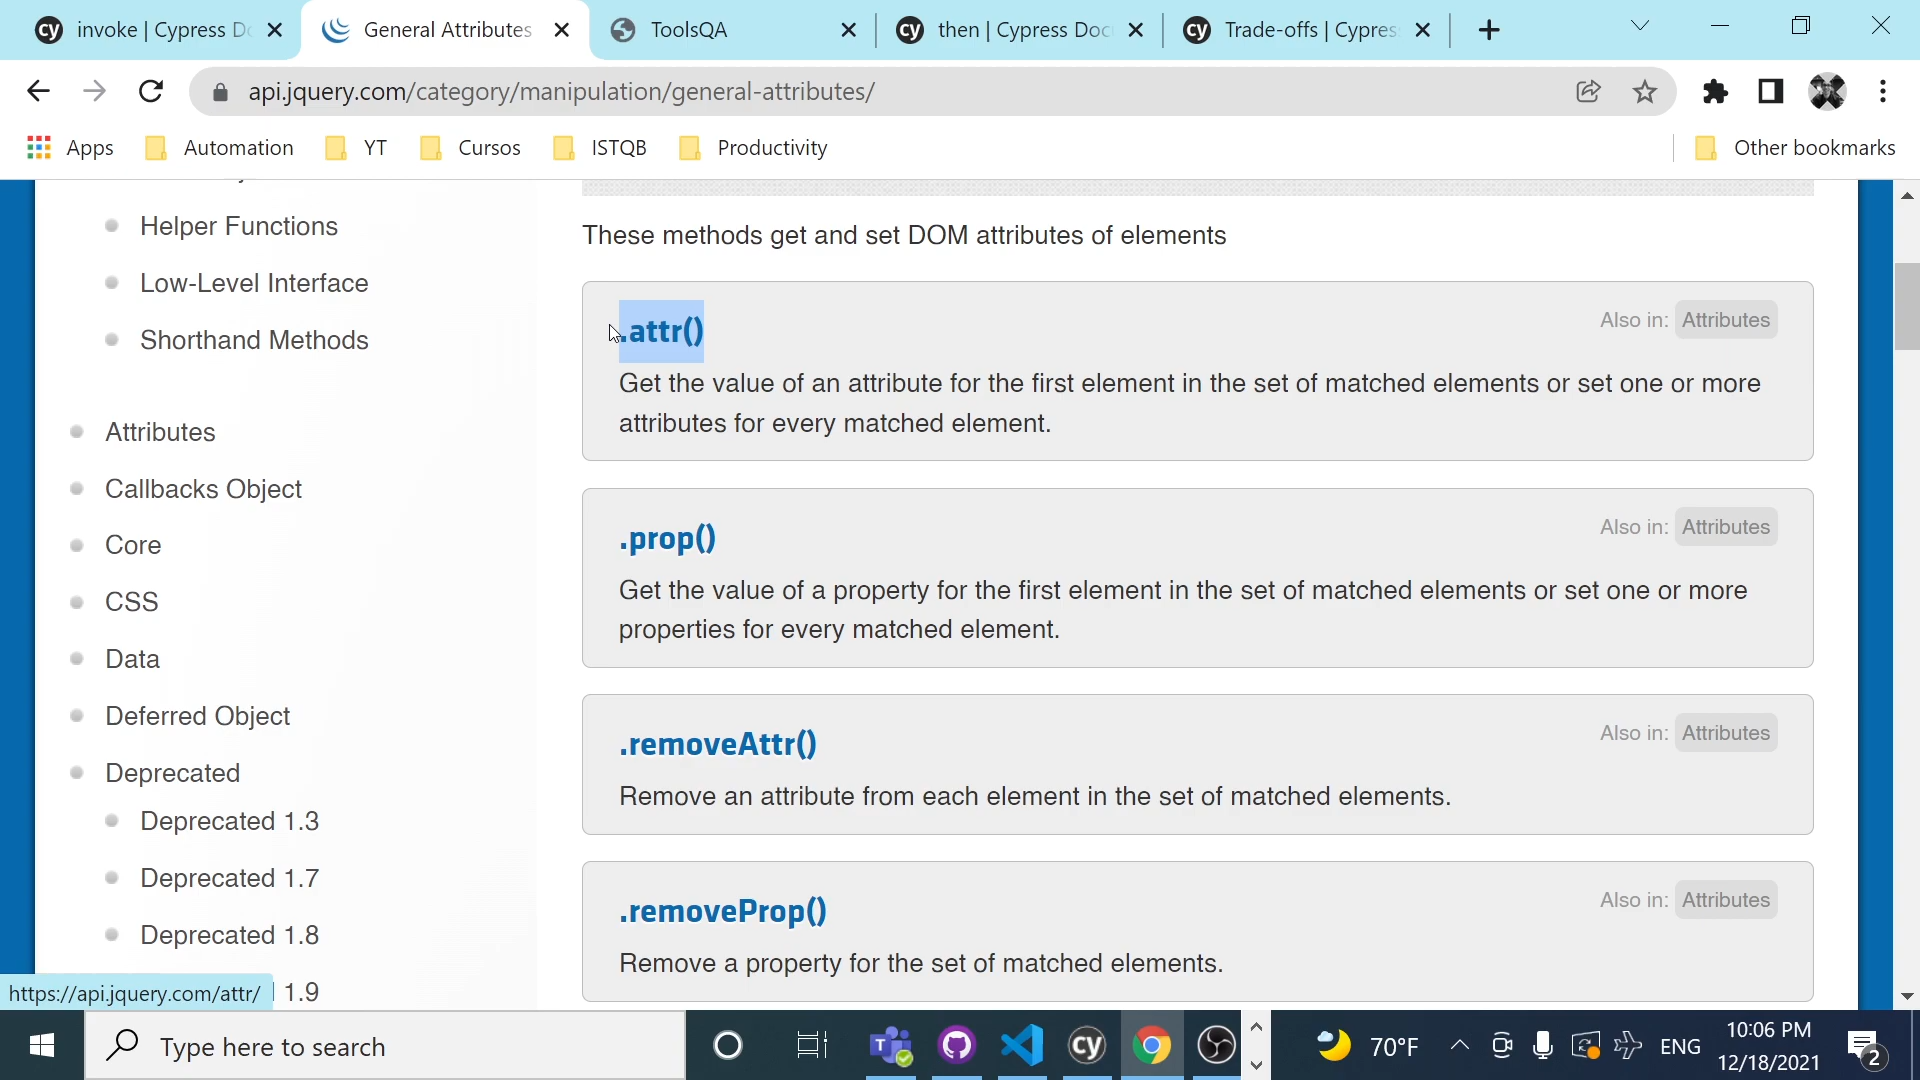 invoke | Cypress Do
General Attributes
ToolsQA
then | Cypress Doc
Trade-offs | Cypres
api.jquery.com/category/manipulation/general-attributes/
Apps
Automation
YT
Cursos
ISTQB
Productivity
Other bookmarks
Helper Functions
Low-Level Interface
Shorthand Methods
Attributes
Callbacks Object
Core
CSS
Data
Deferred Object
Deprecated
Deprecated 1.3
Deprecated 1.7
Deprecated 1.8
1.9
These methods get and set DOM attributes of elements
.attr()
Also in: Attributes
Get the value of an attribute for the first element in the set of matched elements or set one or more
attributes for every matched element.
.prop()
Also in: Attributes
Get the value of a property for the first element in the set of matched elements or set one or more
properties for every matched element.
.removeAttr()
Also in: Attributes
Remove an attribute from each element in the set of matched elements.
.removeProp()
Also in: Attributes
Remove a property for the set of matched elements.
https://api.jquery.com/attr/
Type here to search
70°F
ENG
10:06 PM
12/18/2021
2